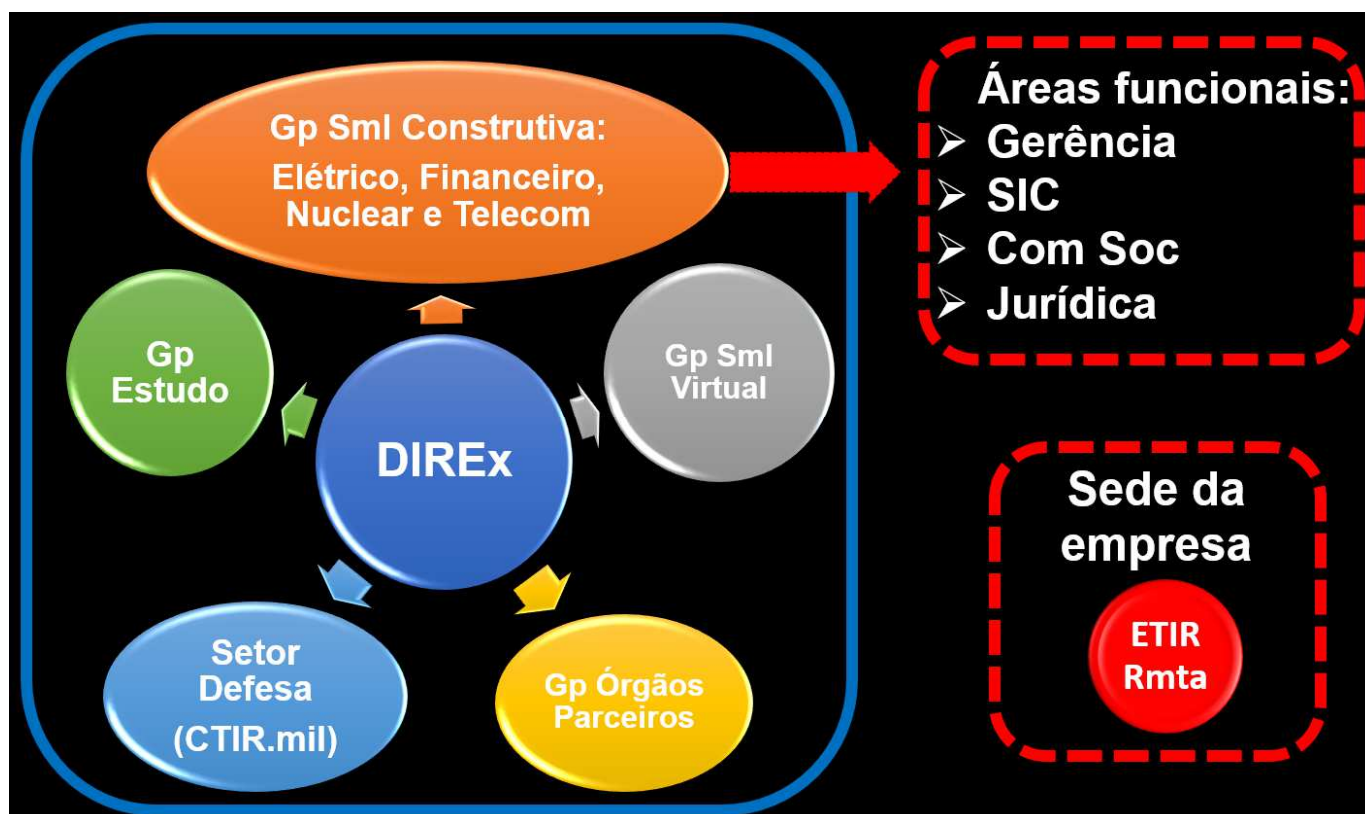 Gp Sml Construtiva:
Elétrico, Financeiro,
Nuclear e Telecom
Gp
Estudo
Gp Sml
Virtual
DIREx
Setor
Defesa
(CTIR.mil)
Gp Órgãos
Parceiros
Áreas funcionais:
Gerência
SIC
Com Soc
Jurídica
Sede da
empresa
ETIR
Rmta